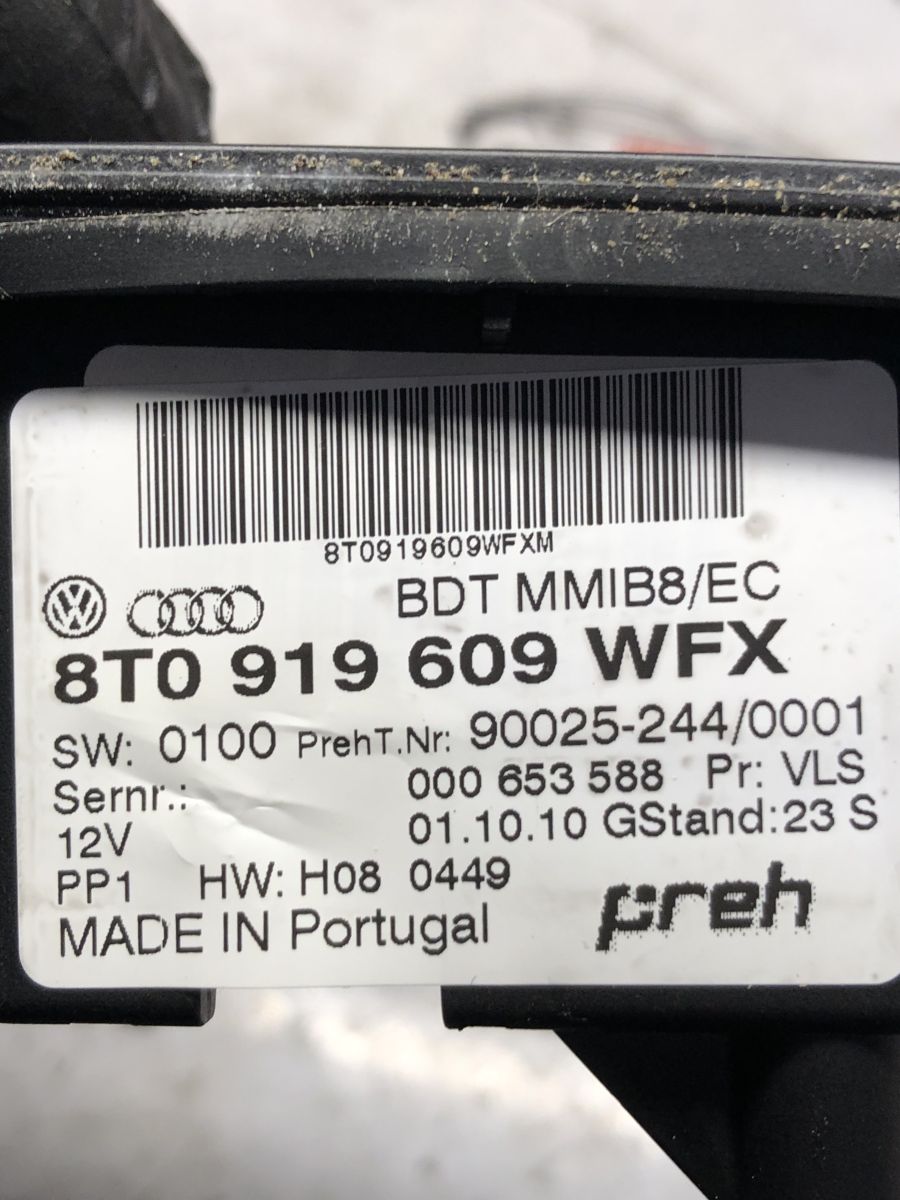 8T0919609WFXM
BDT MMIB8/EC
8T0 919 609 WFX
SW: 0100 PrehT.Nr: 90025-244/0001
Sernr.: 000 653 588 Pr: VLS
12V 01.10.10 GStand:23 S
PP1 HW: H08 0449
MADE IN Portugal preh